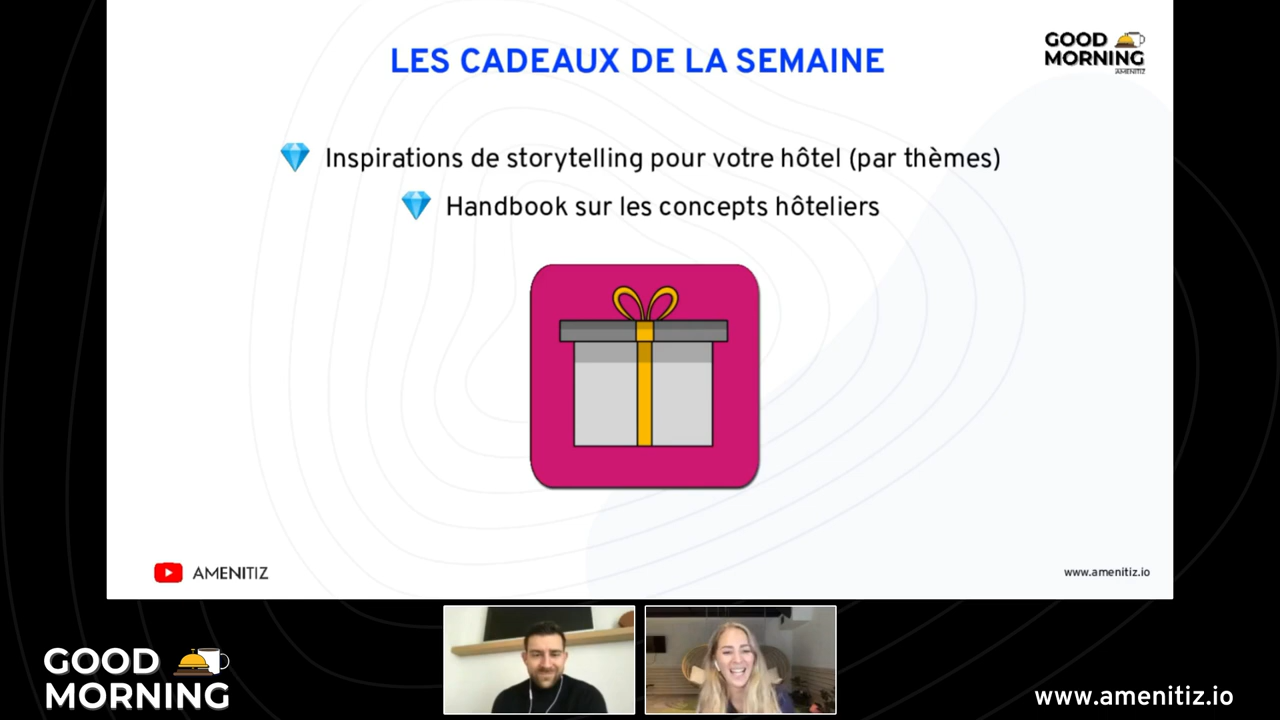 LES CADEAUX DE LA SEMAINE
GOOD
MORNING
AMENITIZ
Inspirations de storytelling pour votre hôtel (par thèmes)
Handbook sur les concepts hôteliers
AMENITIZ
www.amenitiz.io
GOOD
MORNING
www.amenitiz.io